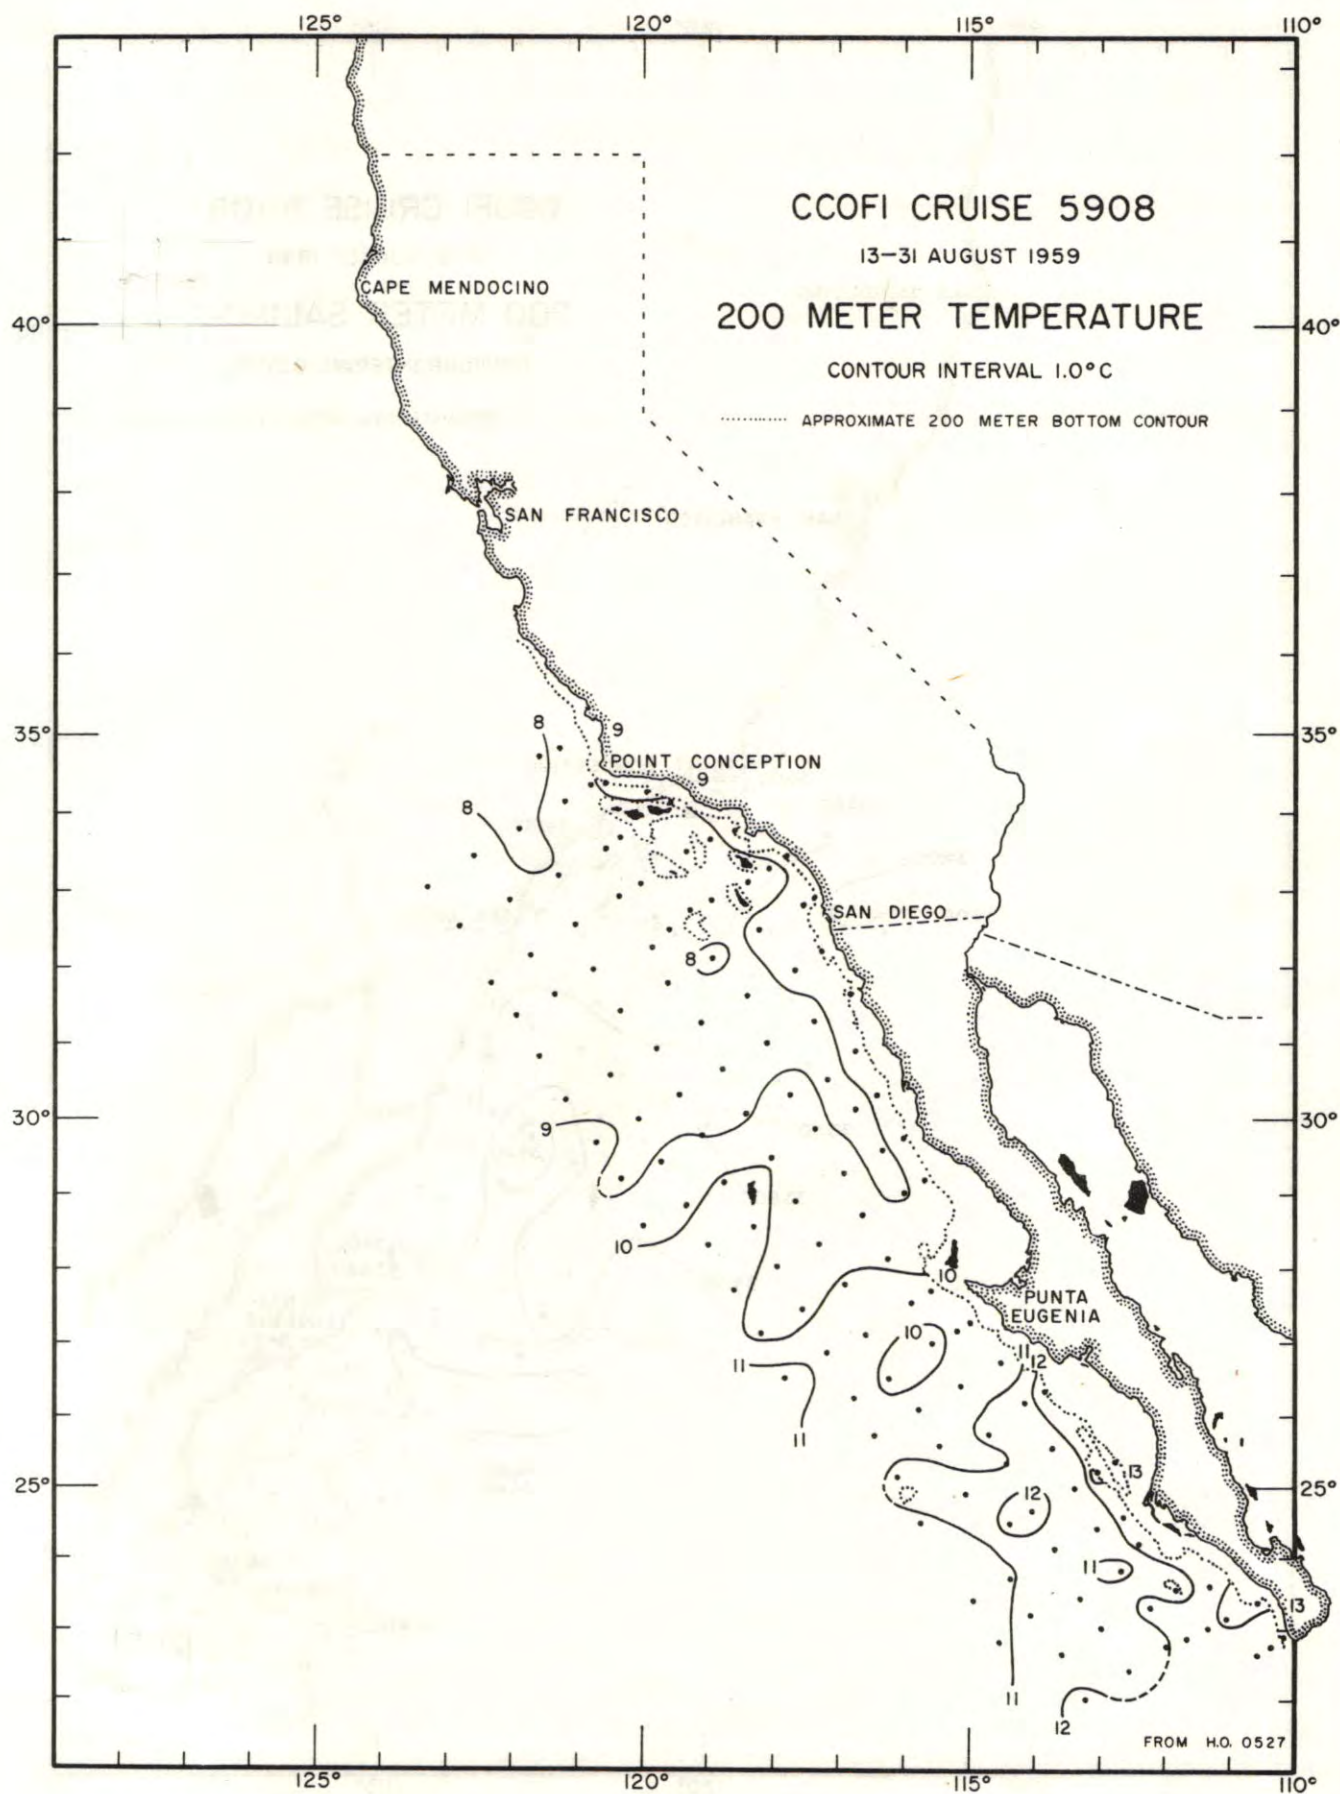 125° 120° 115° 110°
CCOFI CRUISE 5908
13–31 AUGUST 1959
CAPE MENDOCINO
200 METER TEMPERATURE
40° 40°
CONTOUR INTERVAL 1.0°C
APPROXIMATE 200 METER BOTTOM CONTOUR
SAN FRANCISCO
8
9
35° 35°
POINT CONCEPTION
9
8
SAN DIEGO
8
30° 30°
9
10
10
PUNTA
EUGENIA
10
11
12
11
11
13
25° 25°
12
11
13
11
12
FROM H.O. 0527
125° 120° 115° 110°